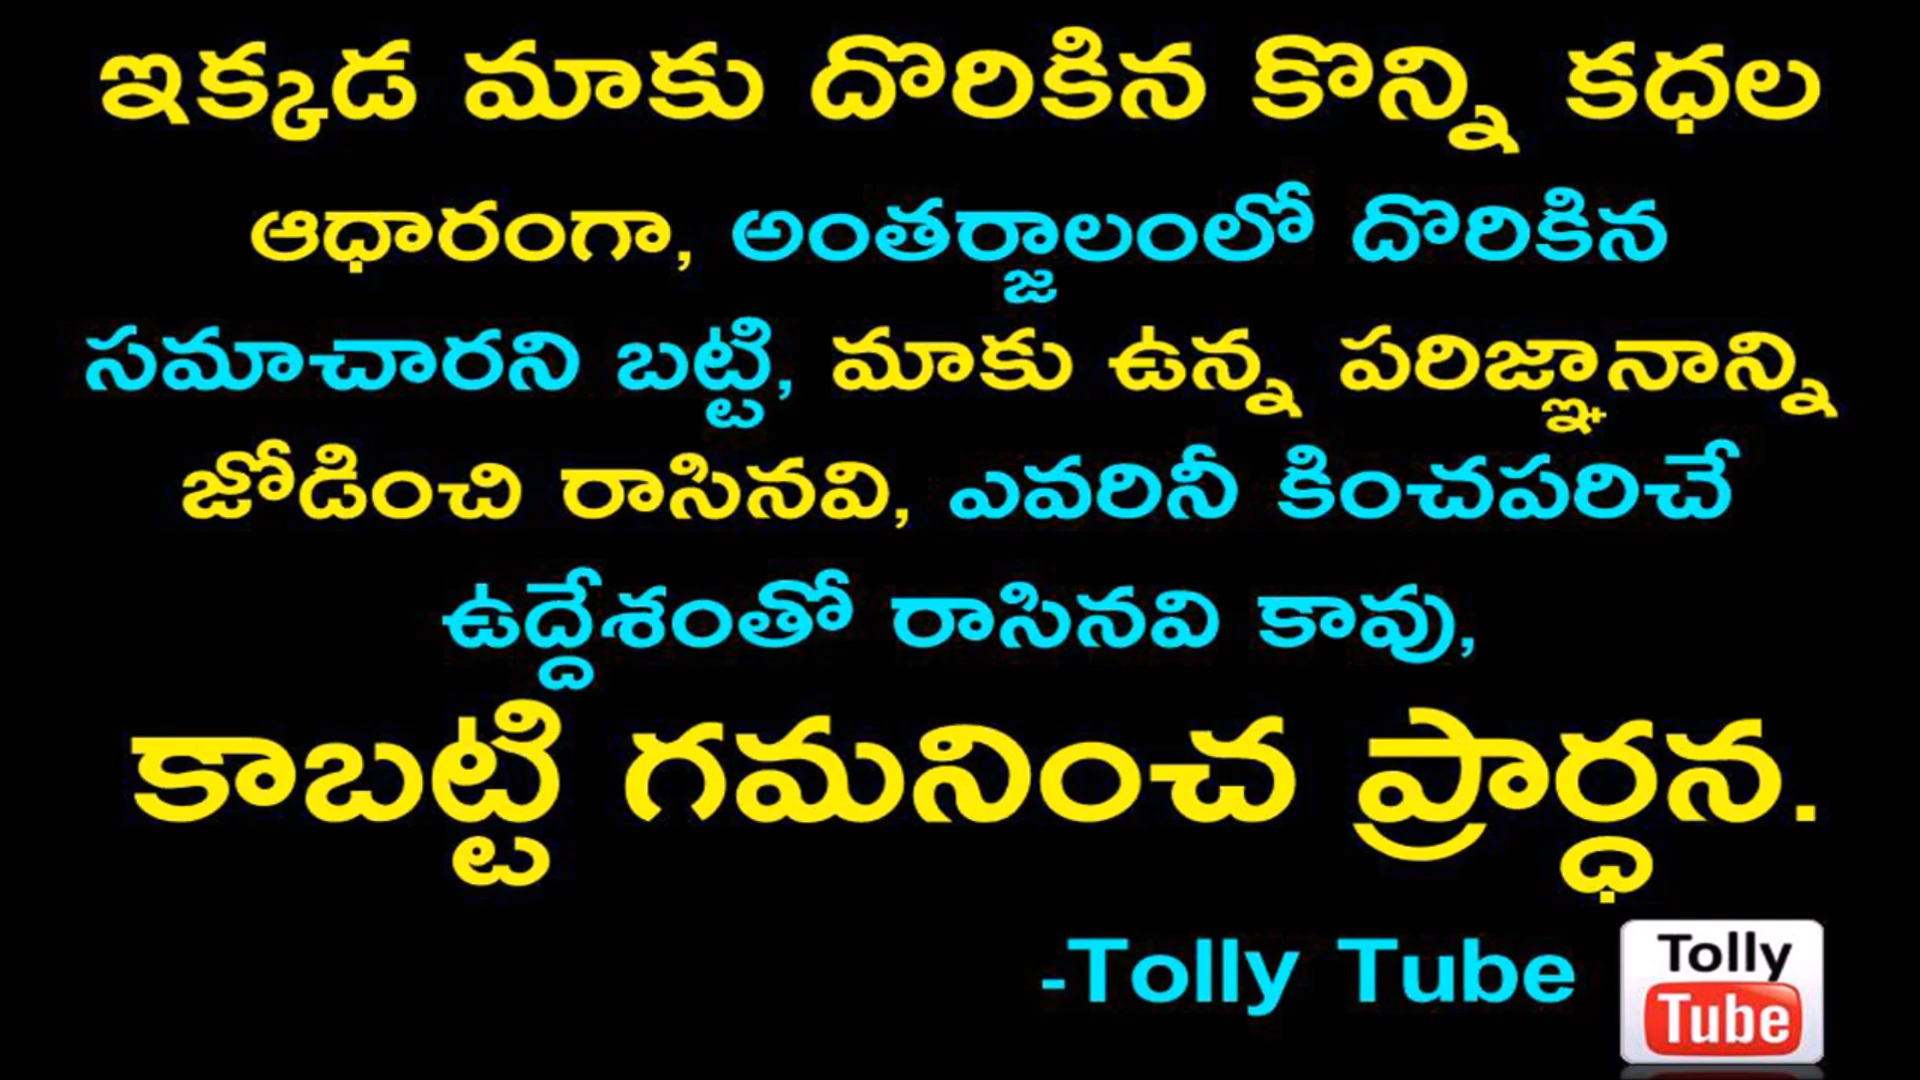 ఇక్కడ మాకు దొరికిన కొన్ని కధల
ఆధారంగా, అంతర్జాలంలో దొరికిన
సమాచారని బట్టి, మాకు ఉన్న పరిజ్ఞానాన్ని
జోడించి రాసినవి, ఎవరినీ కించపరిచే
ఉద్దేశంతో రాసినవి కావు,
కాబట్టి గమనించ ప్రార్ధన.
-Tolly Tube
Tolly
Tube